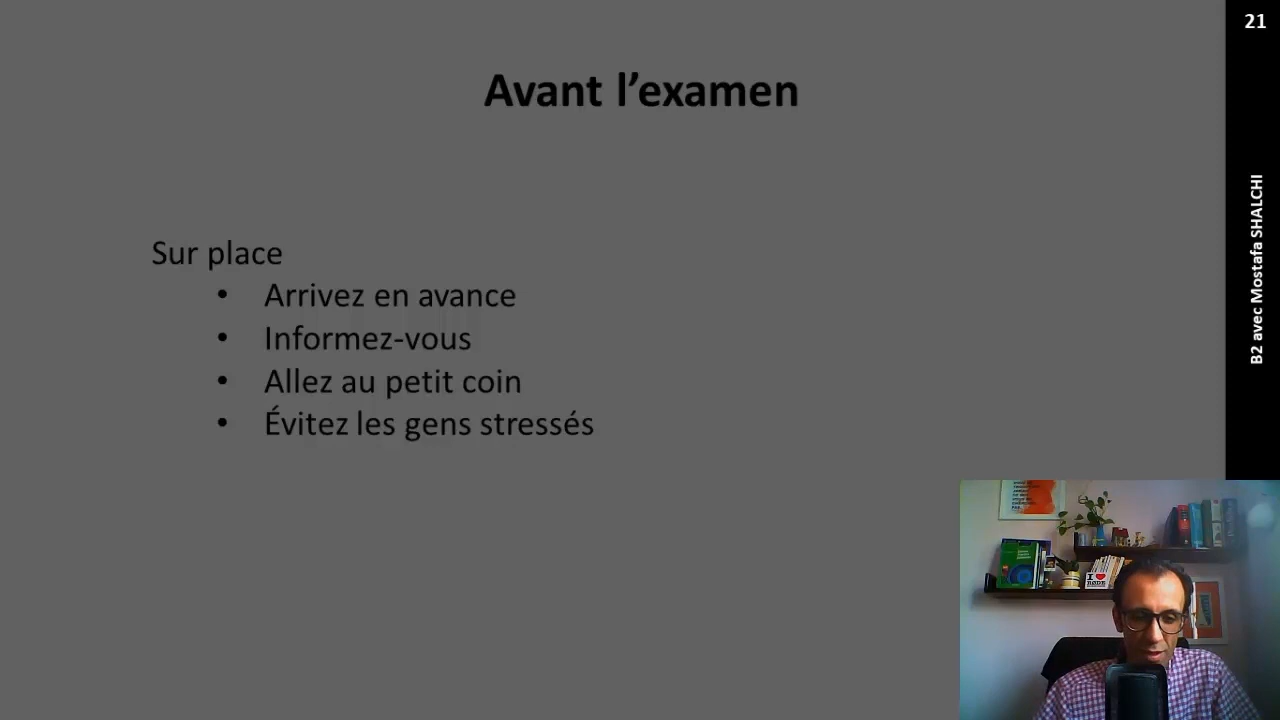 21
Avant l’examen
B2 avec Mostafa SHALCHI
Sur place
• Arrivez en avance
• Informez-vous
• Allez au petit coin
• Évitez les gens stressés
I ❤